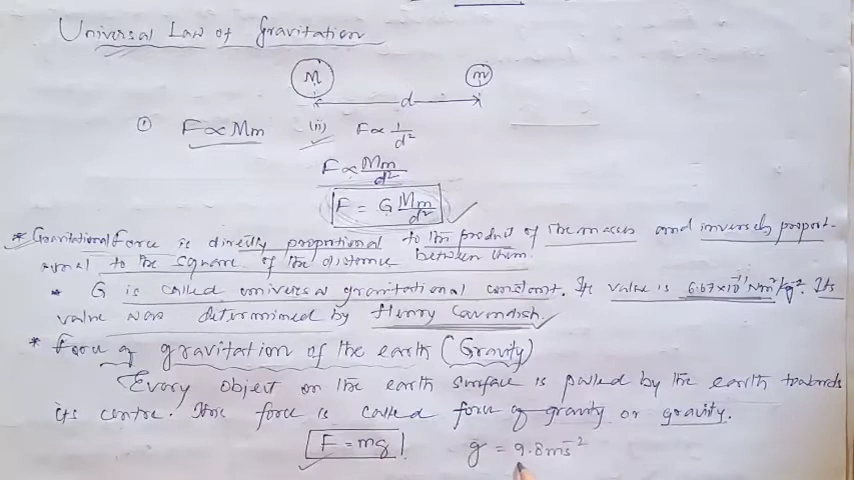 Universal Law of Gravitation
M m
d
(i) F ∝ Mm (ii) F ∝ 1/d²
F ∝ Mm/d²
F = G Mm/d²
* Gravitational Force is directly proportional to the product of the masses and inversely proport-
ional to the square of the distance between them.
* G is called universal gravitational constant. Its value is 6.67×10⁻¹¹ Nm²/kg⁻². Its
value was determined by Henry Cavendish.
* Force of gravitation of the earth (Gravity)
Every object on the earth surface is pulled by the earth towards
its centre. This force is called force of gravity or gravity.
F = mg g = 9.8ms⁻²